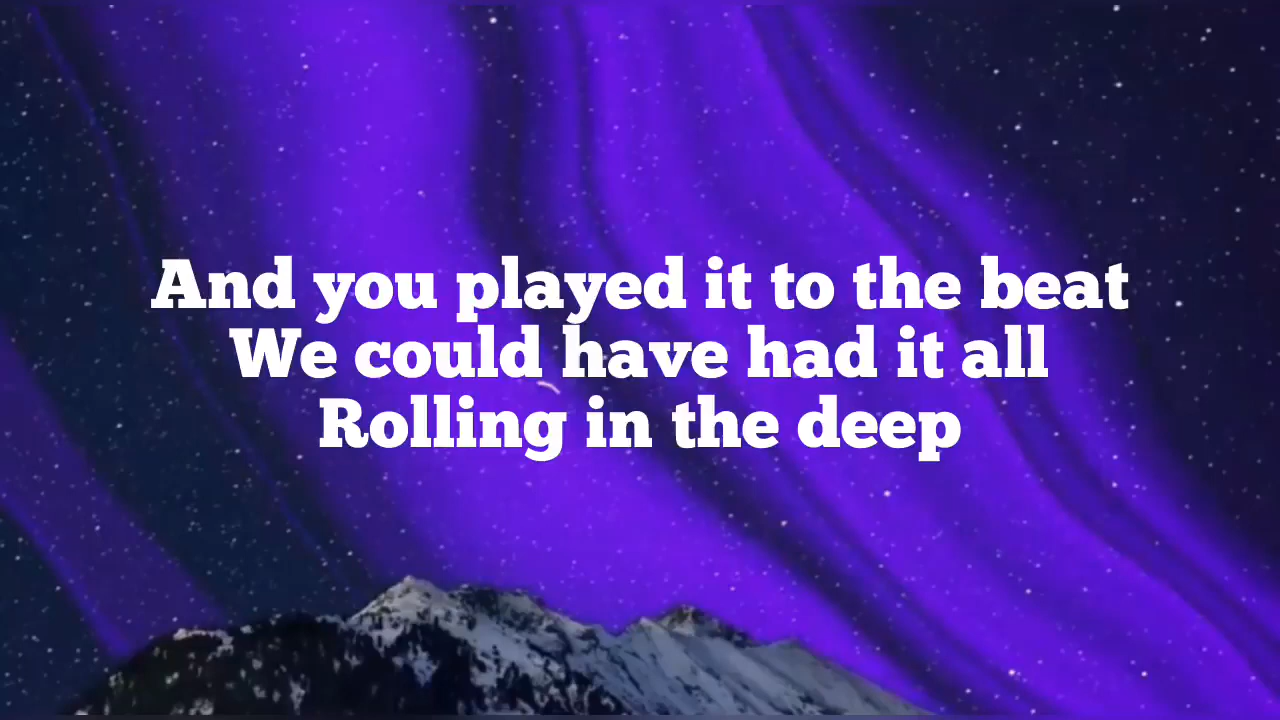 And you played it to the beat
We could have had it all
Rolling in the deep